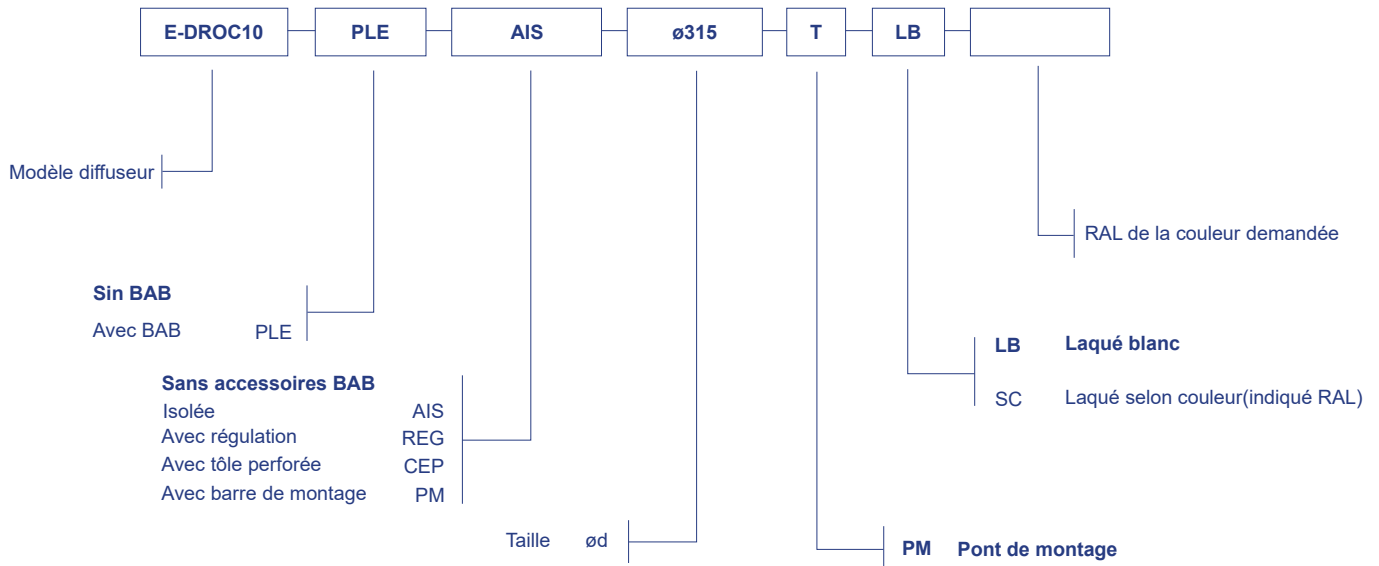 E-DROC10 PLE AIS ø315 T LB
Modèle diffuseur
RAL de la couleur demandée
Sin BAB
Avec BAB PLE
LB Laqué blanc
SC Laqué selon couleur(indiqué RAL)
Sans accessoires BAB
Isolée AIS
Avec régulation REG
Avec tôle perforée CEP
Avec barre de montage PM
Taille ød
PM Pont de montage